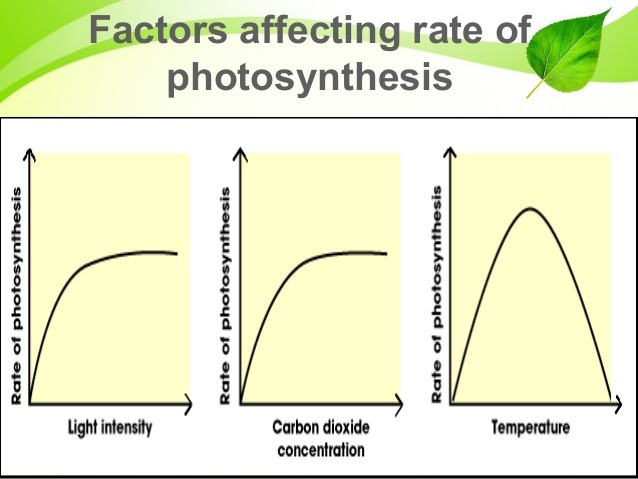 Factors affecting rate of
photosynthesis
Rate of photosynthesis
Light intensity
Rate of photosynthesis
Carbon dioxide
concentration
Rate of photosynthesis
Temperature